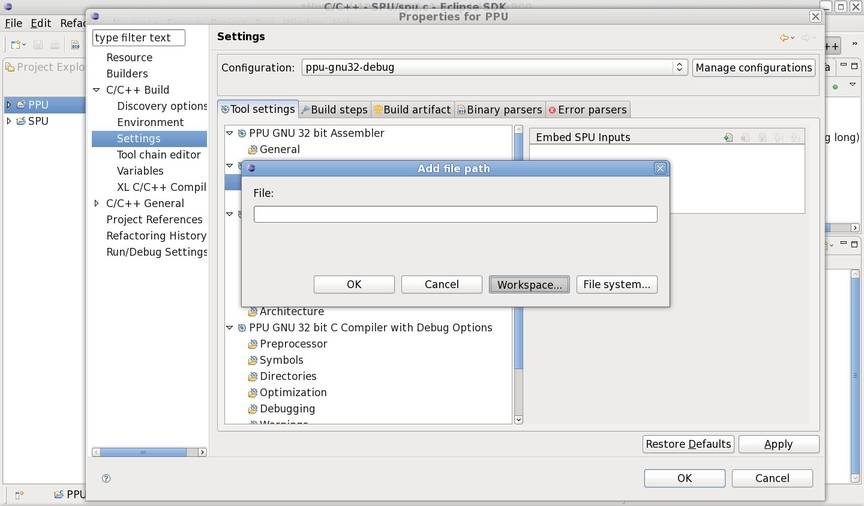 C/C++ - SPU/spu.c - Eclipse SDK
Properties for PPU
File Edit Refac
type filter text
Settings
Resource
Builders
C/C++ Build
Discovery options
Environment
Settings
Tool chain editor
Variables
XL C/C++ Compil
C/C++ General
Project References
Refactoring History
Run/Debug Settings
Project Explo
PPU
SPU
Configuration: ppu-gnu32-debug Manage configurations
Tool settings Build steps Build artifact Binary parsers Error parsers
PPU GNU 32 bit Assembler
General
Embed SPU Inputs
g long)
Add file path
File:
OK Cancel Workspace... File system...
Architecture
PPU GNU 32 bit C Compiler with Debug Options
Preprocessor
Symbols
Directories
Optimization
Debugging
Warnings
Restore Defaults Apply
OK Cancel
PPU